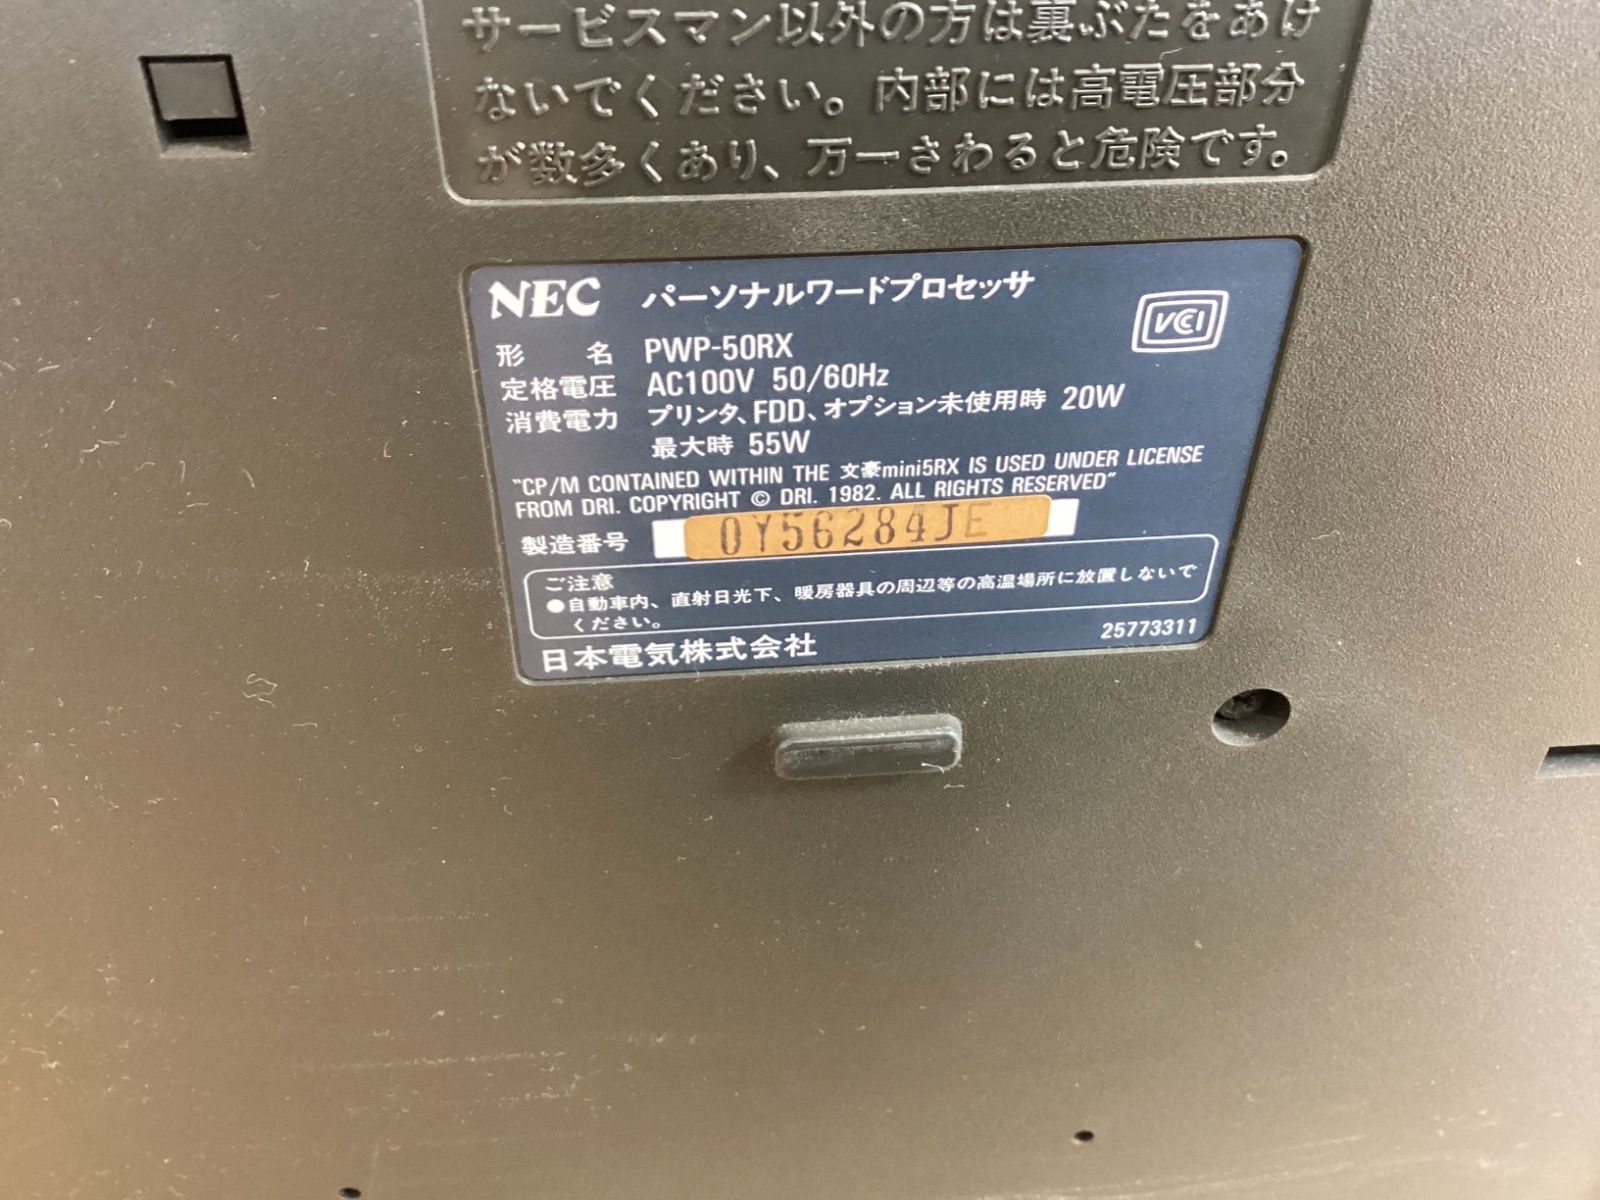 サービスマン以外の方は裏ぶたをあけ
ないでください。内部には高電圧部分
が数多くあり、万一さわると危険です。
NEC パーソナルワードプロセッサ
VCCI
形 名 PWP-50RX
定格電圧 AC100V 50/60Hz
消費電力 プリンタ、FDD、オプション未使用時 20W
最大時 55W
"CP/M CONTAINED WITHIN THE 文豪mini5RX IS USED UNDER LICENSE
FROM DRI. COPYRIGHT © DRI. 1982. ALL RIGHTS RESERVED"
製造番号 0Y56284JE
ご注意
●自動車内、直射日光下、暖房器具の周辺等の高温場所に放置しないで
ください。
日本電気株式会社 25773311